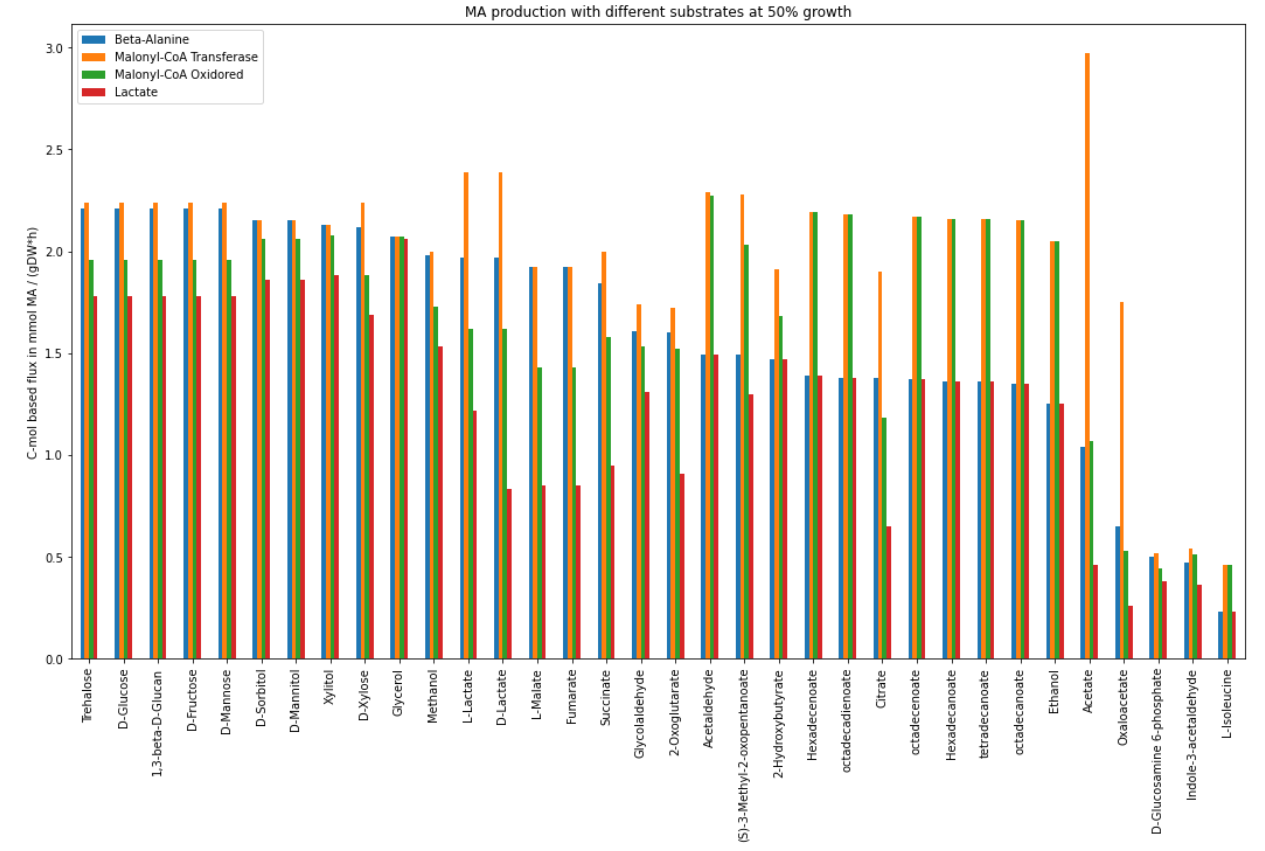 MA production with different substrates at 50% growth
Beta-Alanine
Malonyl-CoA Transferase
Malonyl-CoA Oxidored
Lactate
C-mol based flux in mmol MA / (gDW*h)
3.0
2.5
2.0
1.5
1.0
0.5
0.0
Trehalose
D-Glucose
1,3-beta-D-Glucan
D-Fructose
D-Mannose
D-Sorbitol
D-Mannitol
Xylitol
D-Xylose
Glycerol
Methanol
L-Lactate
D-Lactate
L-Malate
Fumarate
Succinate
Glycolaldehyde
2-Oxoglutarate
Acetaldehyde
(S)-3-Methyl-2-oxopentanoate
2-Hydroxybutyrate
Hexadecenoate
octadecadienoate
Citrate
octadecenoate
Hexadecanoate
tetradecanoate
octadecanoate
Ethanol
Acetate
Oxaloacetate
D-Glucosamine 6-phosphate
Indole-3-acetaldehyde
L-Isoleucine